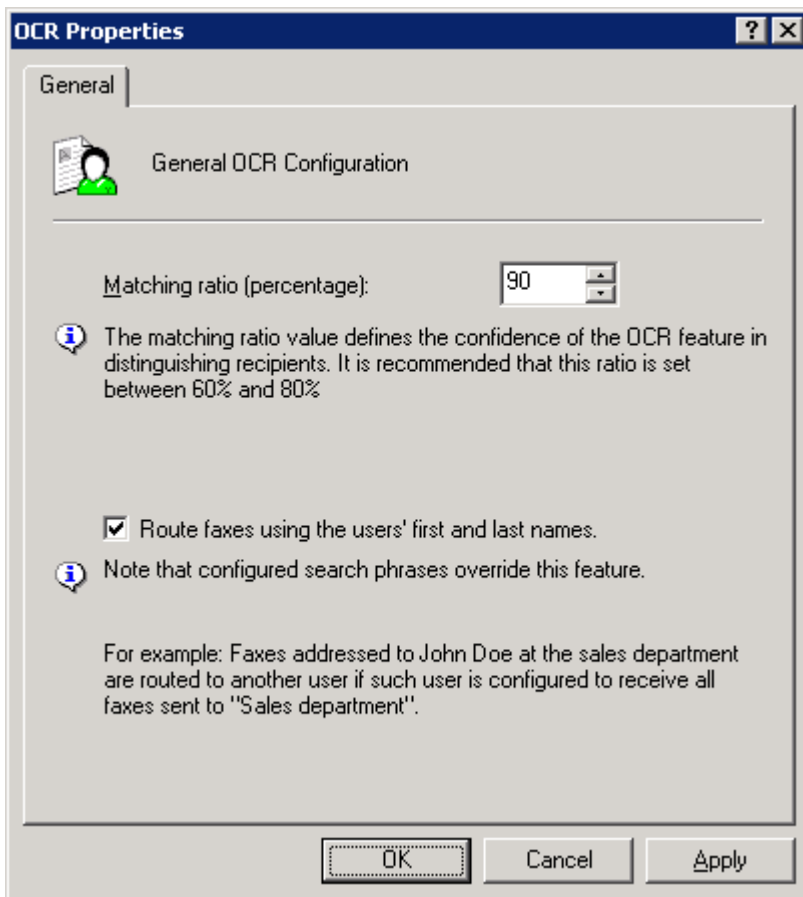 OCR Properties
General
General OCR Configuration
Matching ratio (percentage): 90
The matching ratio value defines the confidence of the OCR feature in
distinguishing recipients. It is recommended that this ratio is set
between 60% and 80%
Route faxes using the users' first and last names.
Note that configured search phrases override this feature.
For example: Faxes addressed to John Doe at the sales department
are routed to another user if such user is configured to receive all
faxes sent to "Sales department".
OK Cancel Apply